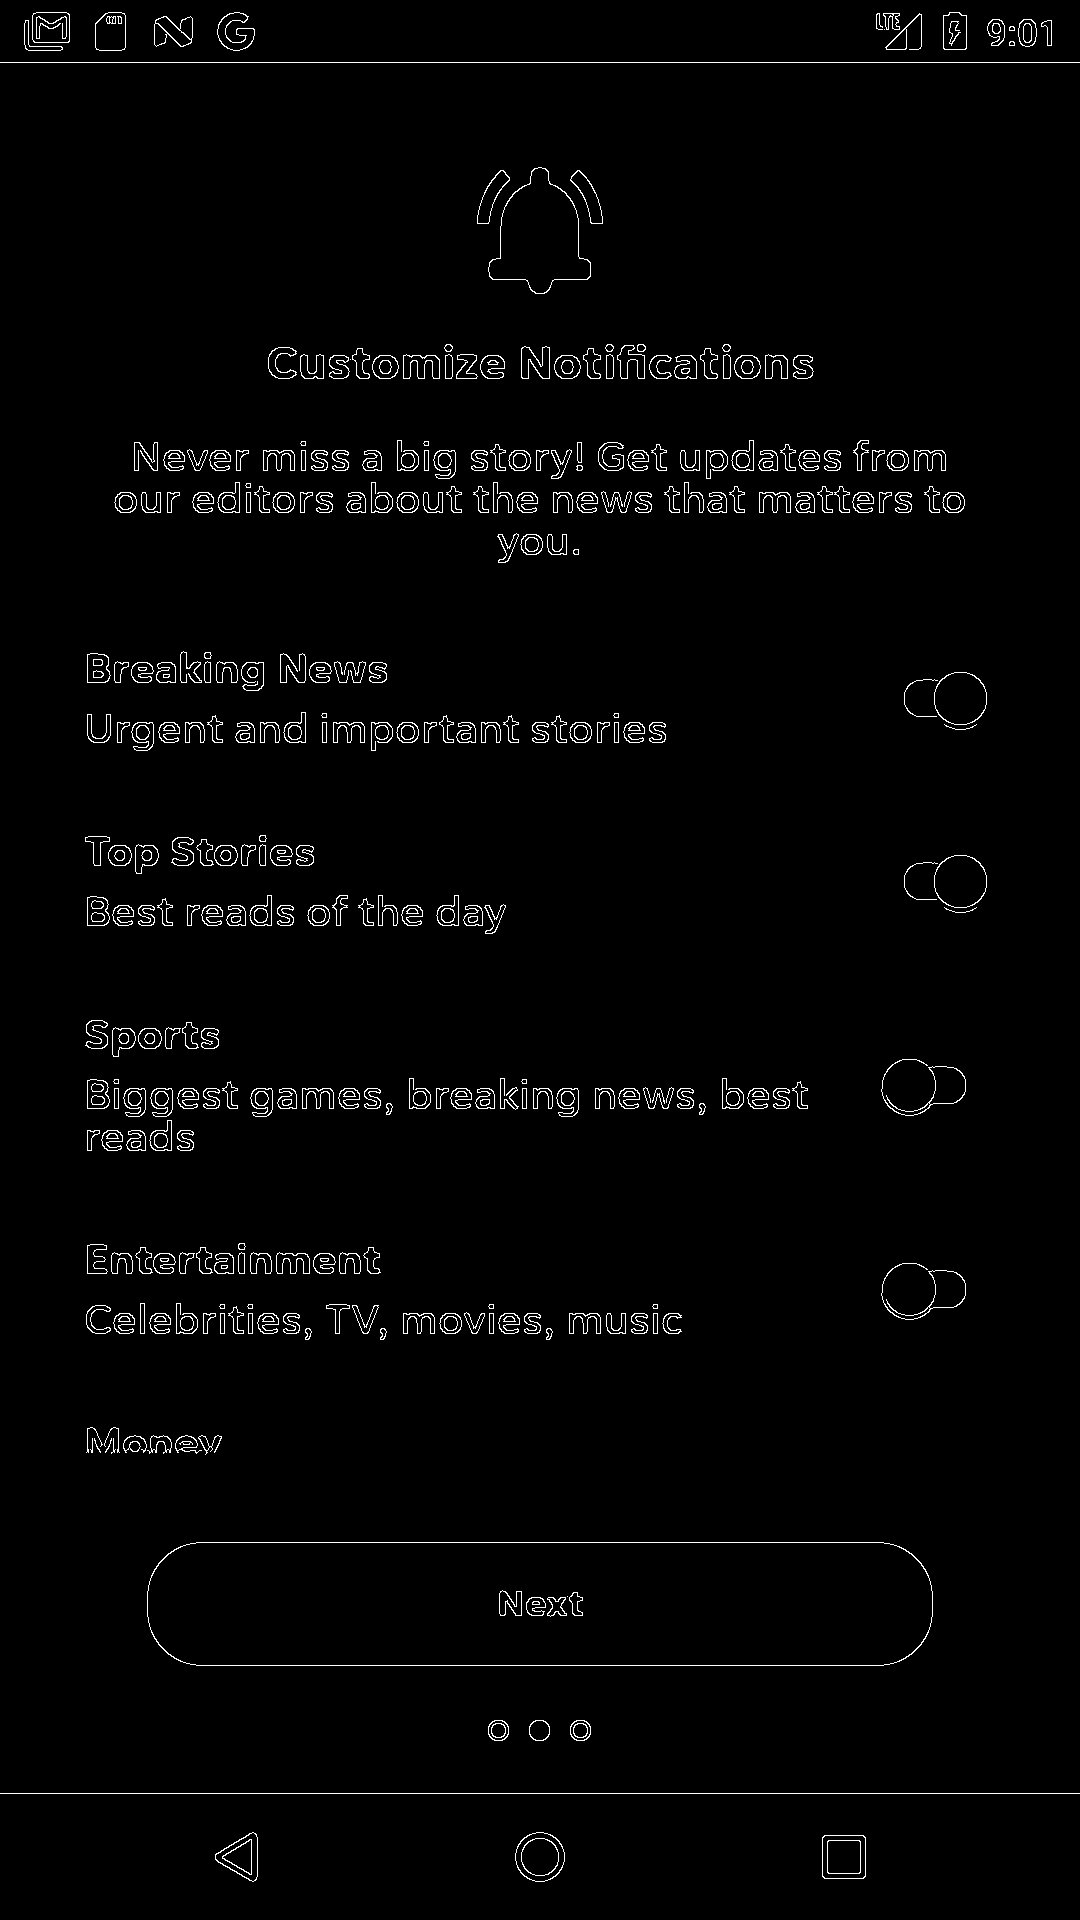 LTE 9:01
Customize Notifications
Never miss a big story! Get updates from
our editors about the news that matters to
you.
Breaking News
Urgent and important stories
Top Stories
Best reads of the day
Sports
Biggest games, breaking news, best
reads
Entertainment
Celebrities, TV, movies, music
Money
Next